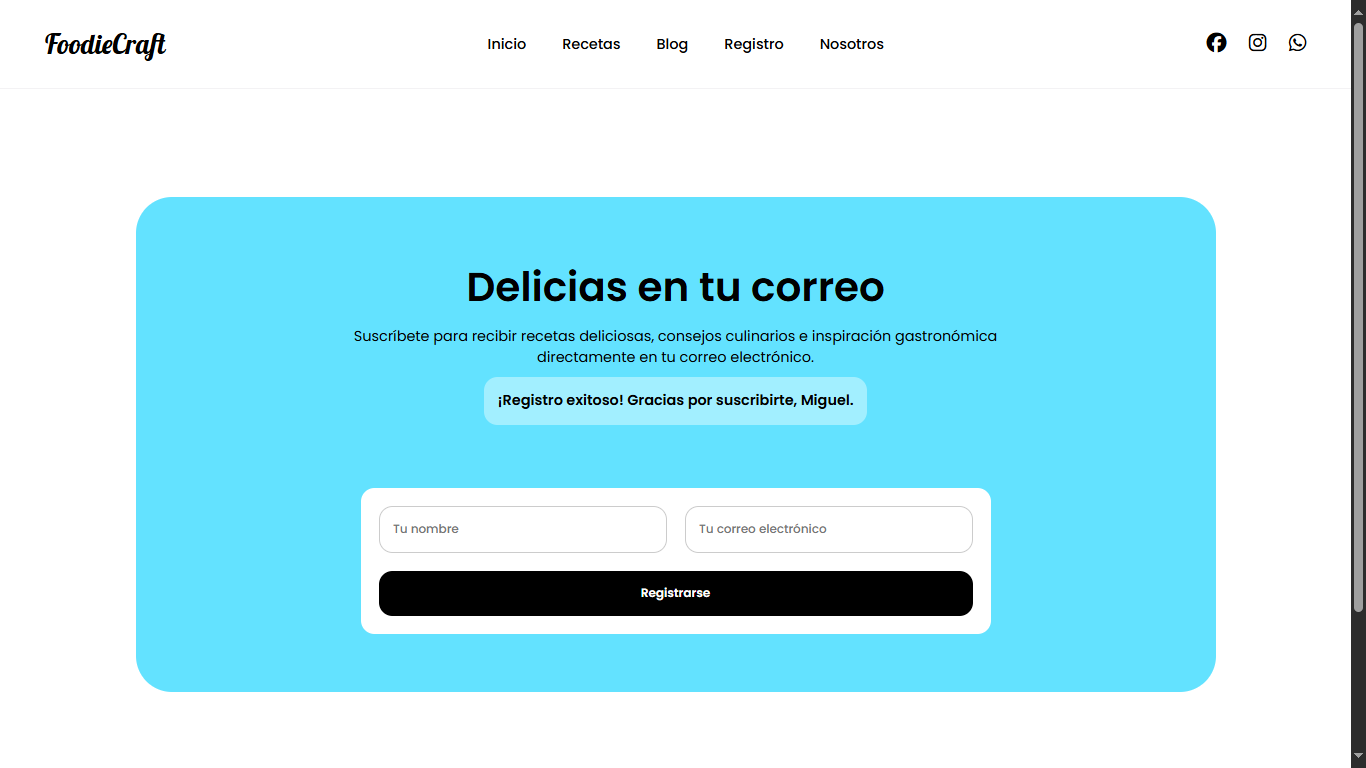 FoodieCraft
Inicio Recetas Blog Registro Nosotros
Delicias en tu correo
Suscríbete para recibir recetas deliciosas, consejos culinarios e inspiración gastronómica
directamente en tu correo electrónico.
¡Registro exitoso! Gracias por suscribirte, Miguel.
Tu nombre Tu correo electrónico
Registrarse